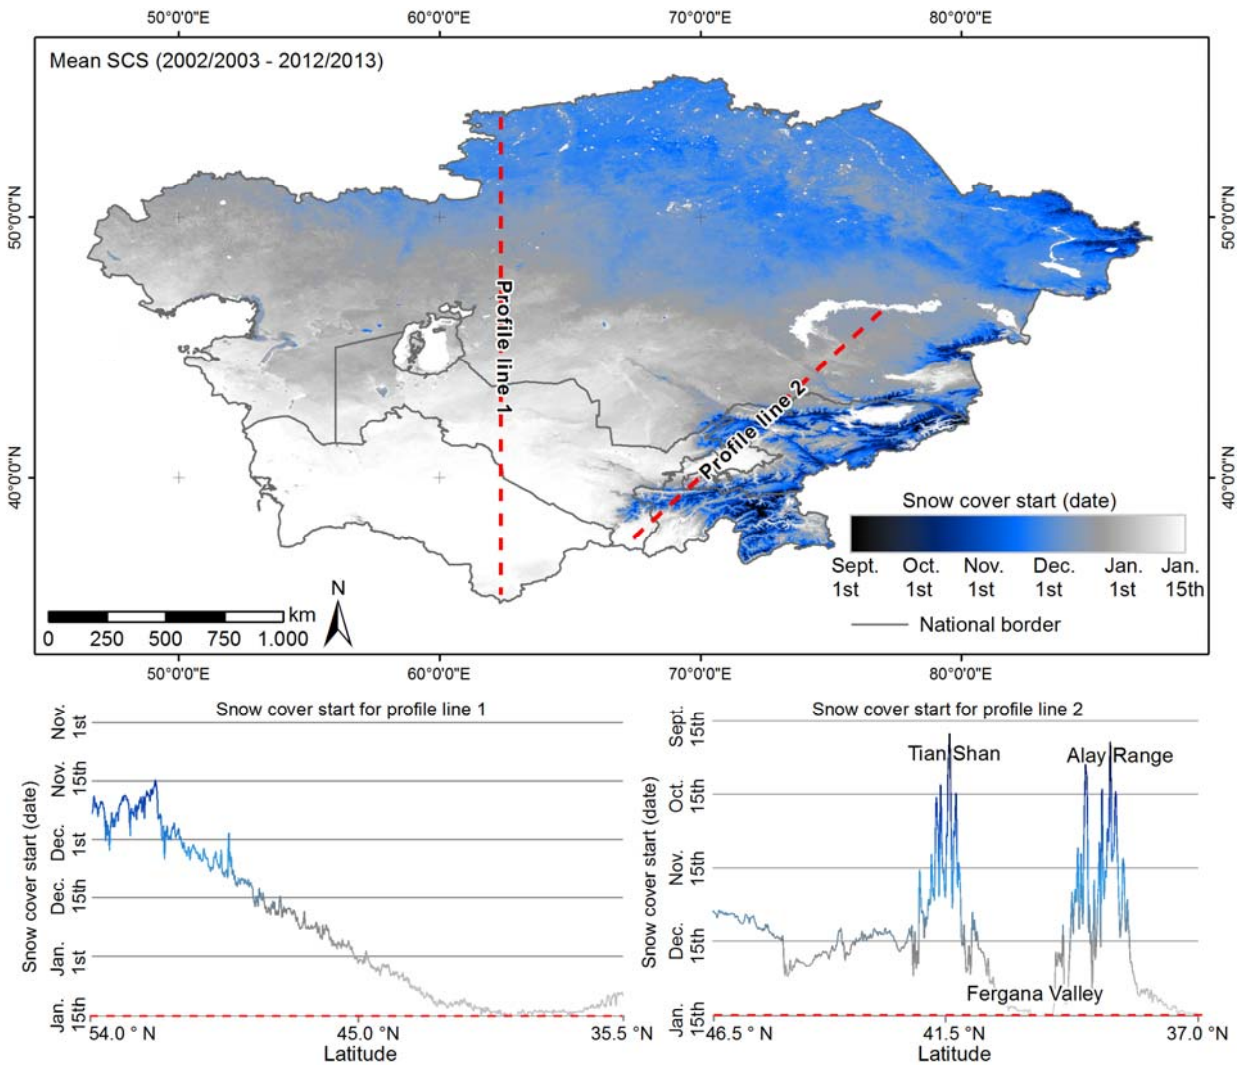 50°0'0"E 60°0'0"E 70°0'0"E 80°0'0"E
Mean SCS (2002/2003 - 2012/2013)
50°0'0"N
50°0'0"N
40°0'0"N
40°0'0"N
Profile line 1
Profile line 2
Snow cover start (date)
Sept. Oct. Nov. Dec. Jan. Jan.
1st 1st 1st 1st 1st 15th
National border
N
km
0 250 500 750 1.000
50°0'0"E 60°0'0"E 70°0'0"E 80°0'0"E
Snow cover start for profile line 1
Snow cover start (date)
Nov.
1st
Nov.
15th
Dec.
1st
Dec.
15th
Jan.
1st
Jan.
15th
54.0 ° N 45.0 ° N 35.5 ° N
Latitude
Snow cover start for profile line 2
Snow cover start (date)
Sept.
15th
Oct.
15th
Nov.
15th
Dec.
15th
Jan.
15th
Tian Shan
Alay Range
Fergana Valley
46.5 ° N 41.5 ° N 37.0 ° N
Latitude